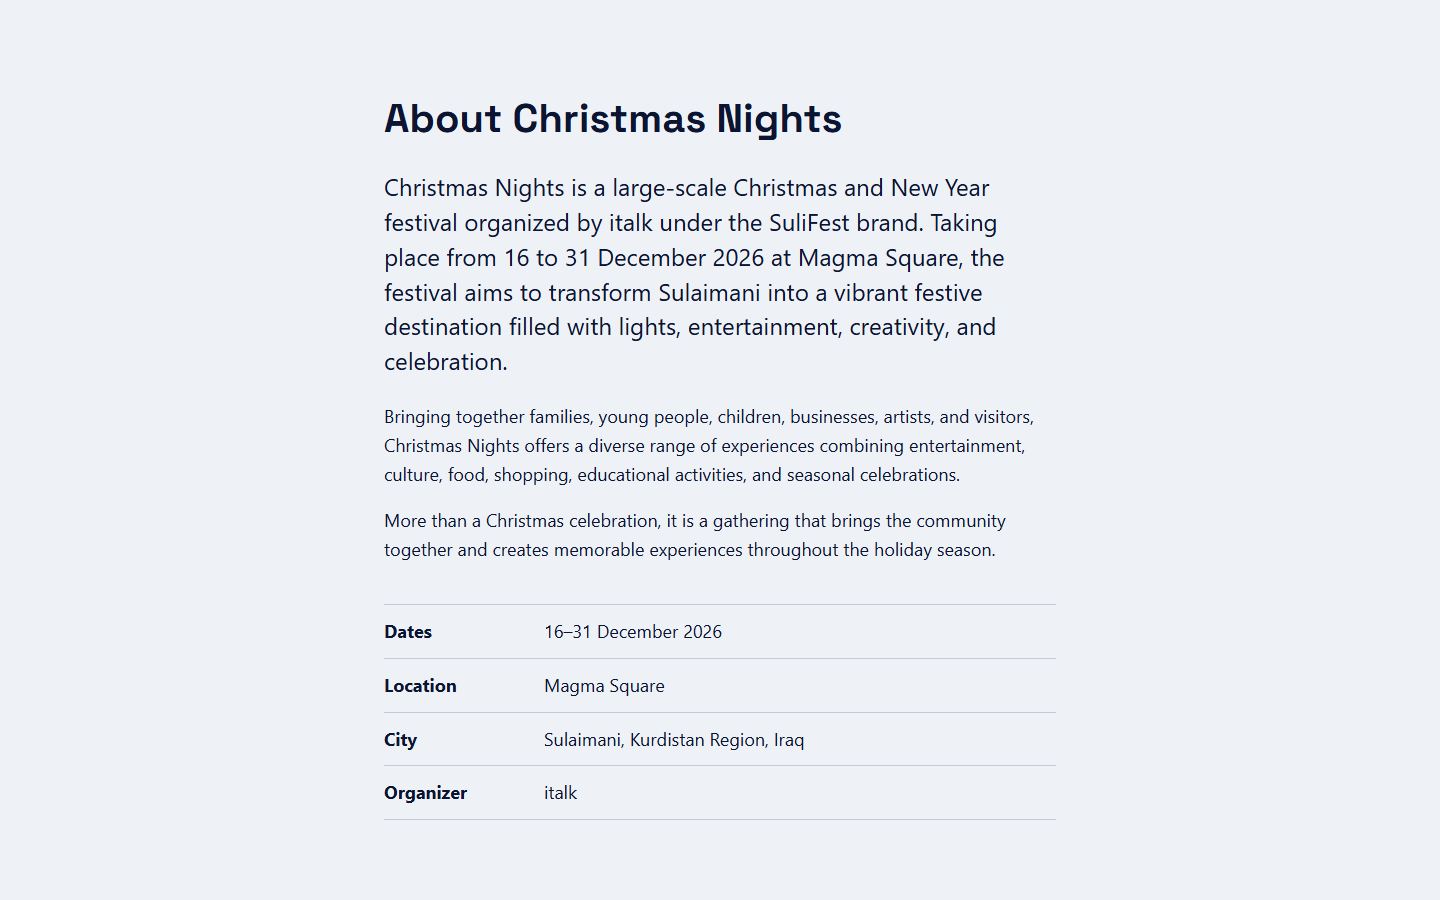 About Christmas Nights
Christmas Nights is a large-scale Christmas and New Year
festival organized by italk under the SuliFest brand. Taking
place from 16 to 31 December 2026 at Magma Square, the
festival aims to transform Sulaimani into a vibrant festive
destination filled with lights, entertainment, creativity, and
celebration.
Bringing together families, young people, children, businesses, artists, and visitors,
Christmas Nights offers a diverse range of experiences combining entertainment,
culture, food, shopping, educational activities, and seasonal celebrations.
More than a Christmas celebration, it is a gathering that brings the community
together and creates memorable experiences throughout the holiday season.
Dates 16–31 December 2026
Location Magma Square
City Sulaimani, Kurdistan Region, Iraq
Organizer italk